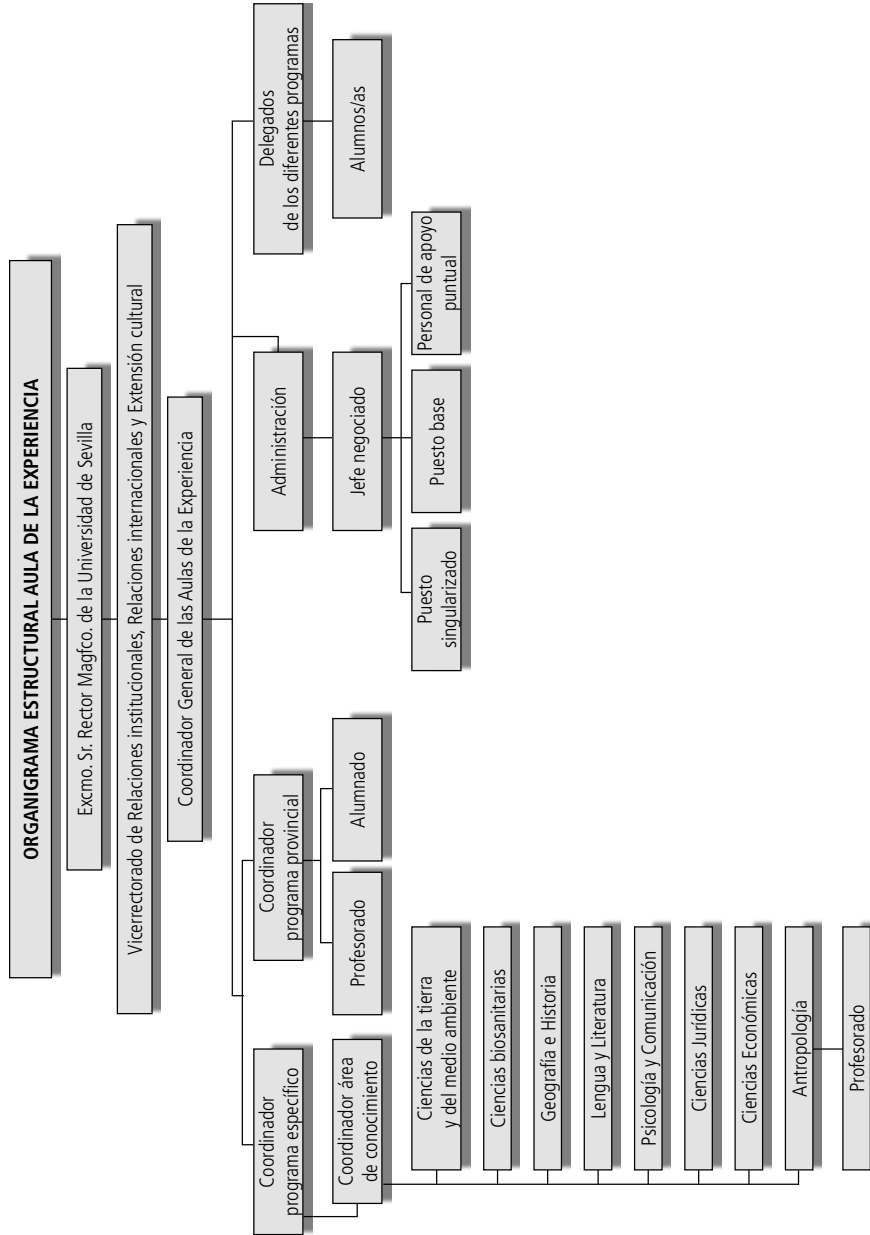 ORGANIGRAMA ESTRUCTURAL AULA DE LA EXPERIENCIA
Excmo. Sr. Rector Magfco. de la Universidad de Sevilla
Vicerrectorado de Relaciones institucionales, Relaciones internacionales y Extensión cultural
Coordinador General de las Aulas de la Experiencia
Coordinador
programa específico
Coordinador área
de conocimiento
Ciencias de la tierra
y del medio ambiente
Ciencias biosanitarias
Geografía e Historia
Lengua y Literatura
Psicología y Comunicación
Ciencias Jurídicas
Ciencias Económicas
Antropología
Profesorado
Coordinador
programa provincial
Profesorado
Alumnado
Administración
Jefe negociado
Puesto
singularizado
Puesto base
Personal de apoyo
puntual
Delegados
de los diferentes programas
Alumnos/as